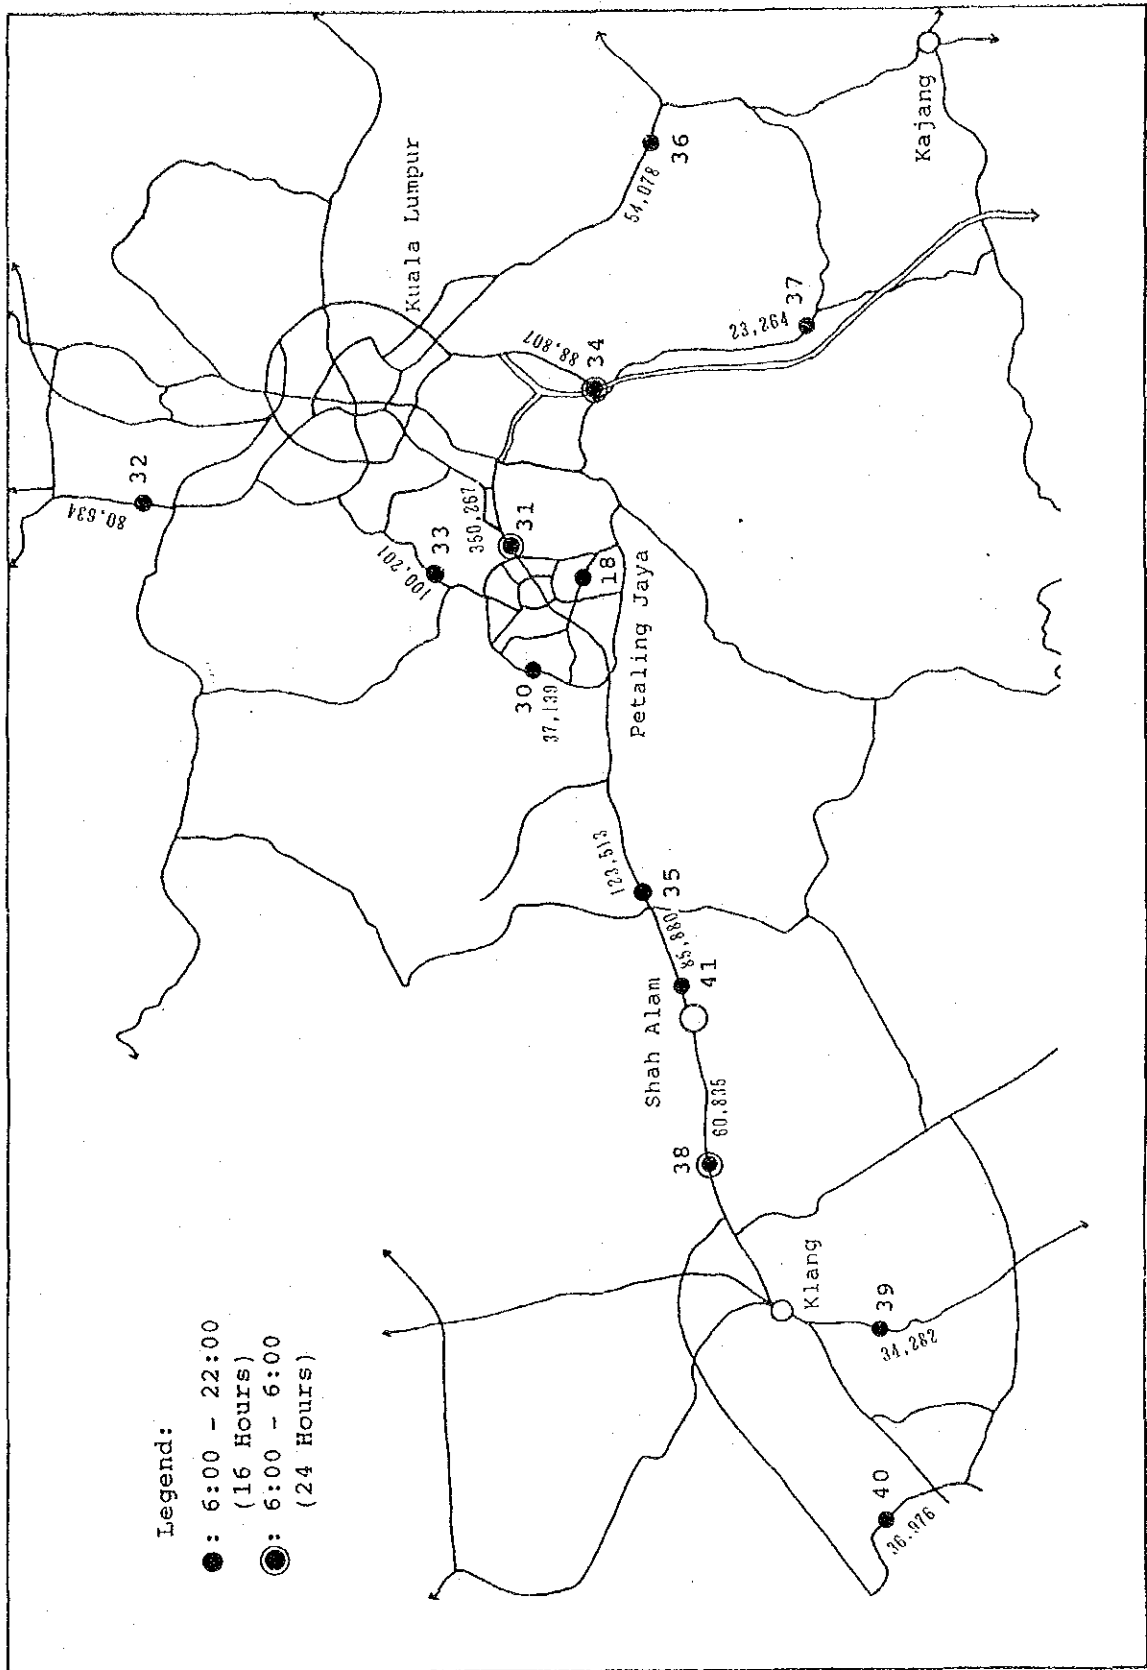 Legend:
●: 6:00 - 22:00
(16 Hours)
◉: 6:00 - 6:00
(24 Hours)
80,634
32
100,201
33
Kuala Lumpur
350,267
31
30
37,139
18
88,807
34
54,078
36
Petaling Jaya
123,513
35
Shah Alam
85,880
41
38
60,835
23,264
37
Klang
39
34,282
40
36,976
Kajang